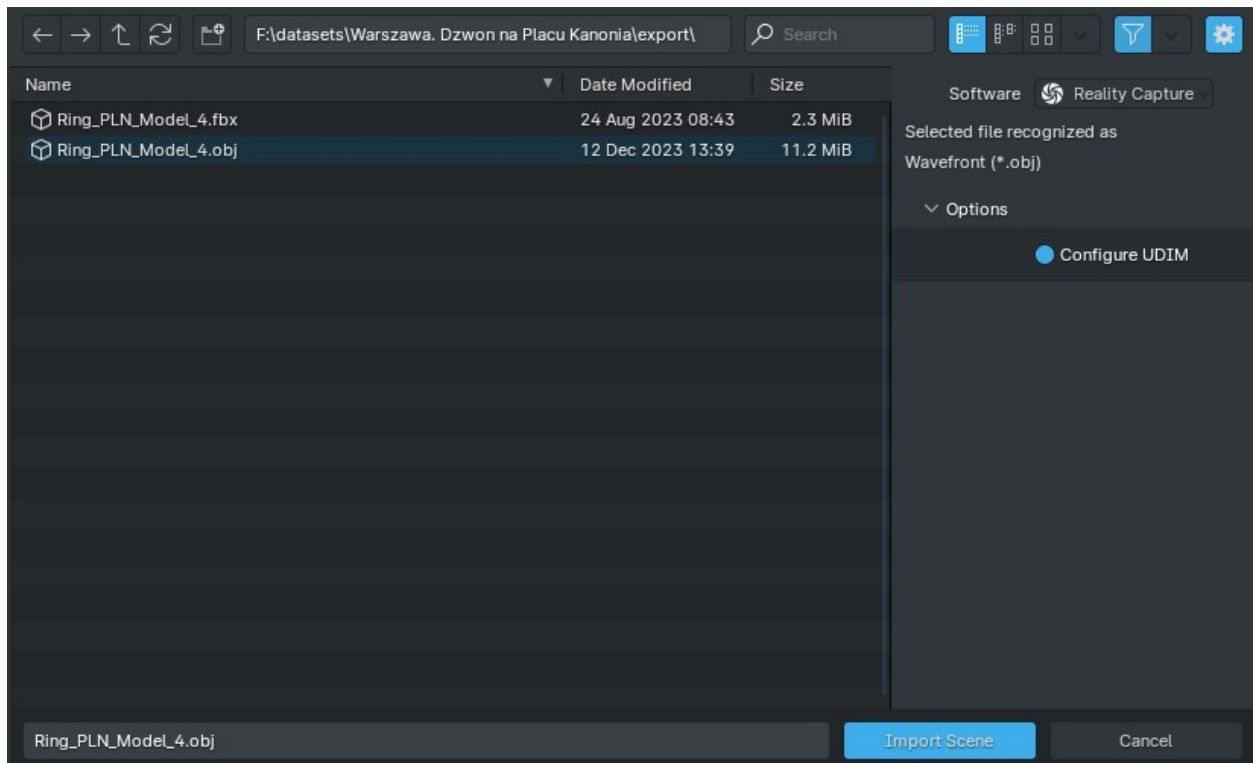 F:\datasets\Warszawa. Dzwon na Placu Kanonia\export\ Search
Name Date Modified Size
Ring_PLN_Model_4.fbx 24 Aug 2023 08:43 2.3 MiB
Ring_PLN_Model_4.obj 12 Dec 2023 13:39 11.2 MiB
Software Reality Capture
Selected file recognized as
Wavefront (*.obj)
Options
Configure UDIM
Ring_PLN_Model_4.obj Import Scene Cancel